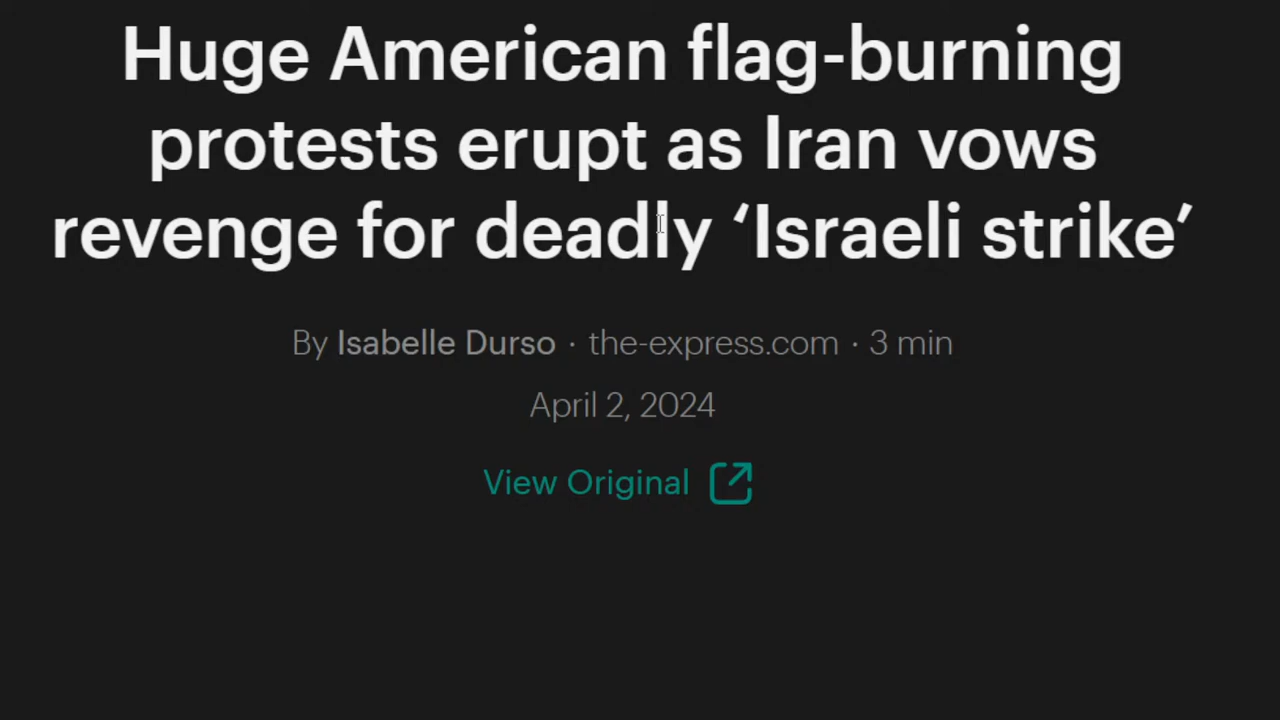 Huge American flag-burning
protests erupt as Iran vows
revenge for deadly ‘Israeli strike’
By Isabelle Durso · the-express.com · 3 min
April 2, 2024
View Original